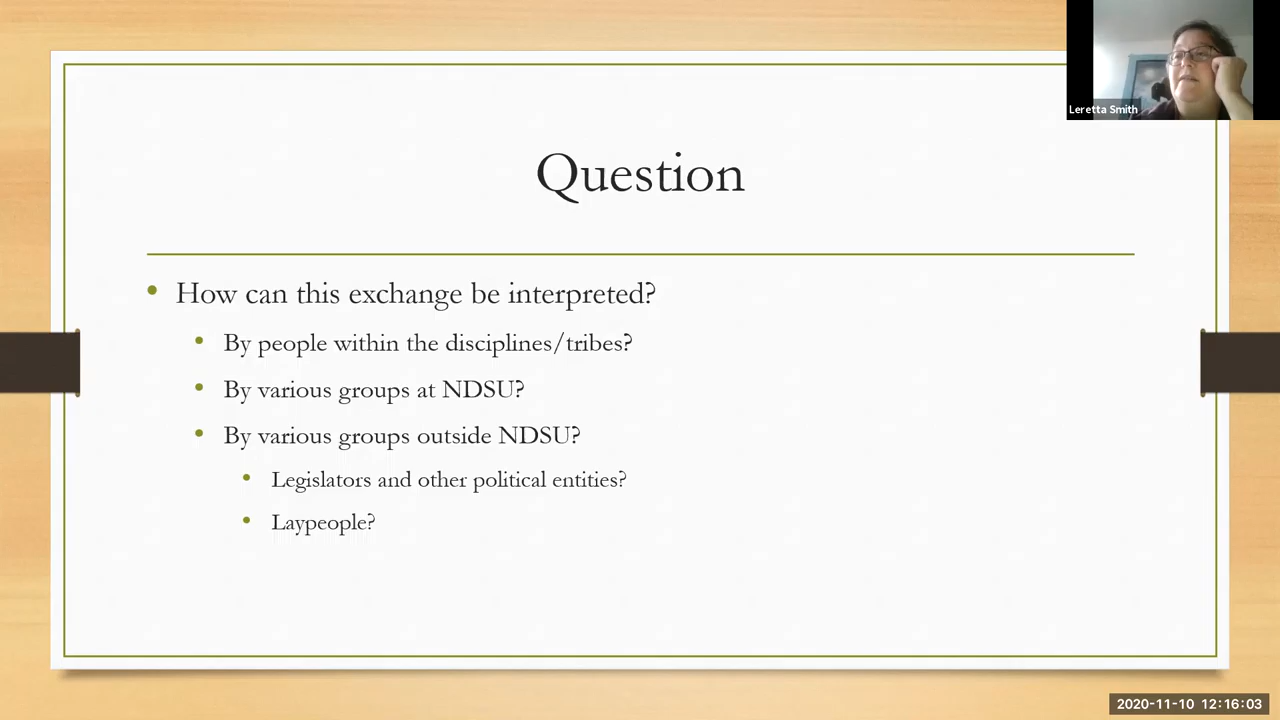 Leretta Smith
Question
How can this exchange be interpreted?
By people within the disciplines/tribes?
By various groups at NDSU?
By various groups outside NDSU?
Legislators and other political entities?
Laypeople?
2020-11-10 12:16:03